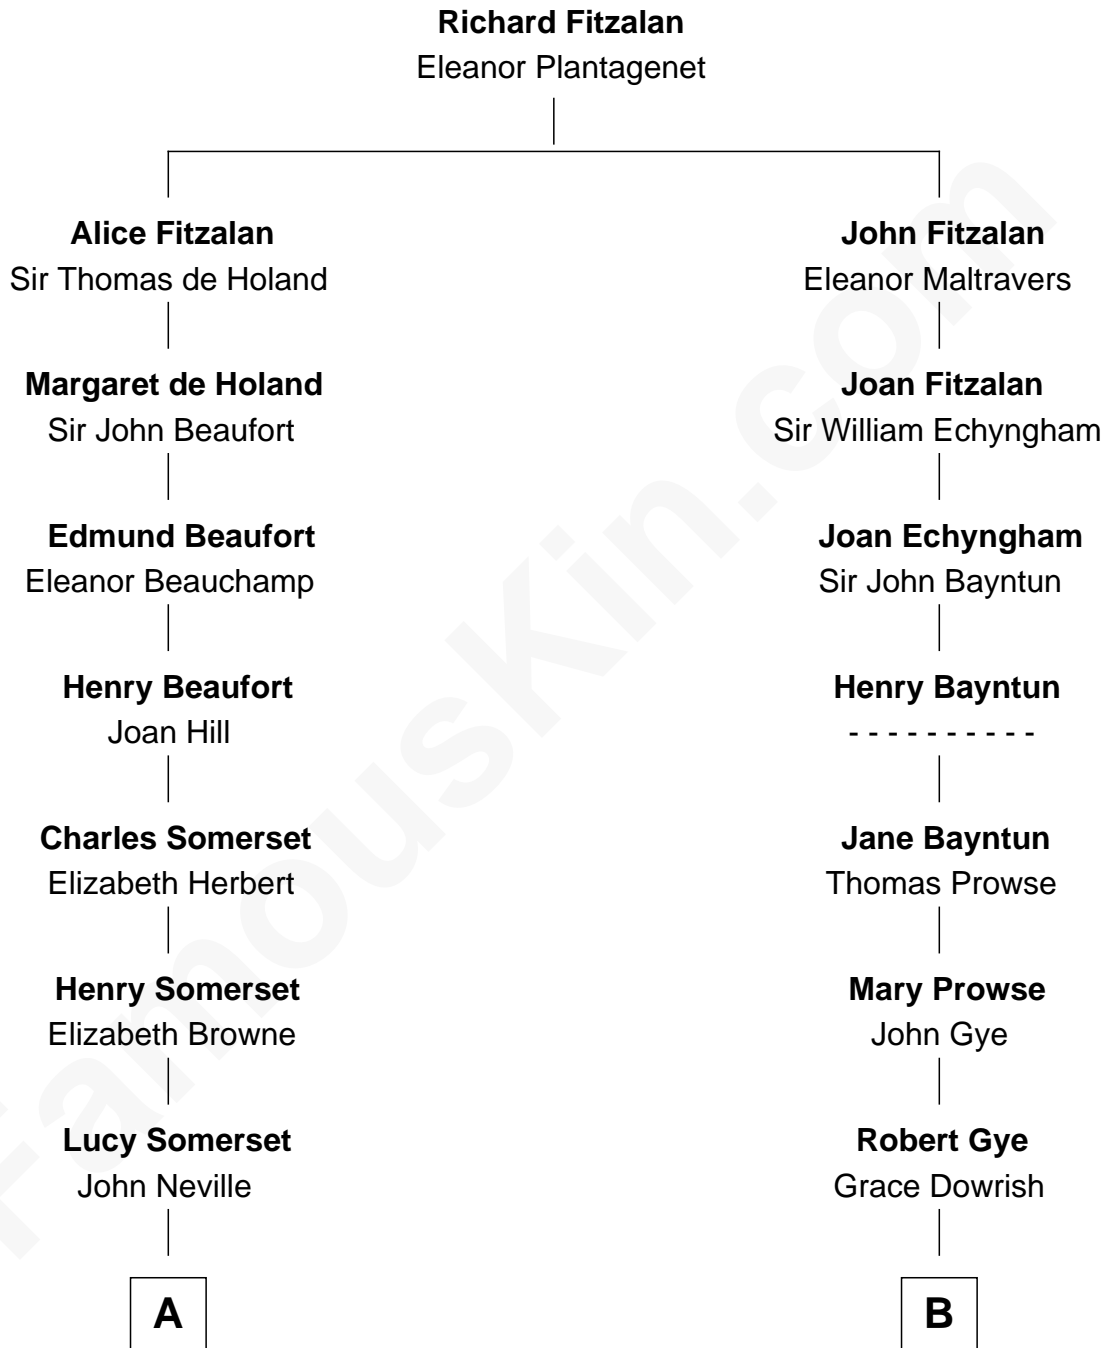 Richard Fitzalan
Eleanor Plantagenet
Alice Fitzalan
Sir Thomas de Holand
John Fitzalan
Eleanor Maltravers
Margaret de Holand
Sir John Beaufort
Joan Fitzalan
Sir William Echyngham
Edmund Beaufort
Eleanor Beauchamp
Joan Echyngham
Sir John Bayntun
Henry Beaufort
Joan Hill
Henry Bayntun
- - - - - - - - - -
Charles Somerset
Elizabeth Herbert
Jane Bayntun
Thomas Prowse
Henry Somerset
Elizabeth Browne
Mary Prowse
John Gye
Lucy Somerset
John Neville
Robert Gye
Grace Dowrish
A
B
FamousKin.com